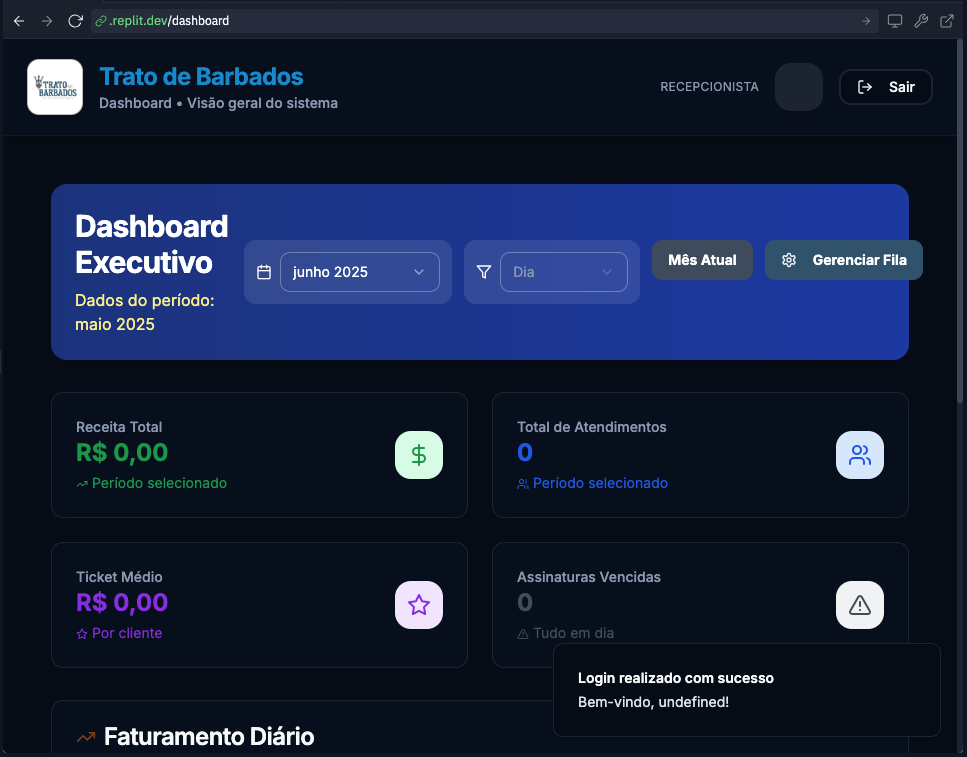 .replit.dev/dashboard
TRATO DE
BARBADOS
Trato de Barbados
Dashboard • Visão geral do sistema
RECEPCIONISTA
Sair
Dashboard
Executivo
Dados do período:
maio 2025
junho 2025
Dia
Mês Atual
Gerenciar Fila
Receita Total
R$ 0,00
Período selecionado
Total de Atendimentos
0
Período selecionado
Ticket Médio
R$ 0,00
Por cliente
Assinaturas Vencidas
0
Tudo em dia
Login realizado com sucesso
Bem-vindo, undefined!
Faturamento Diário